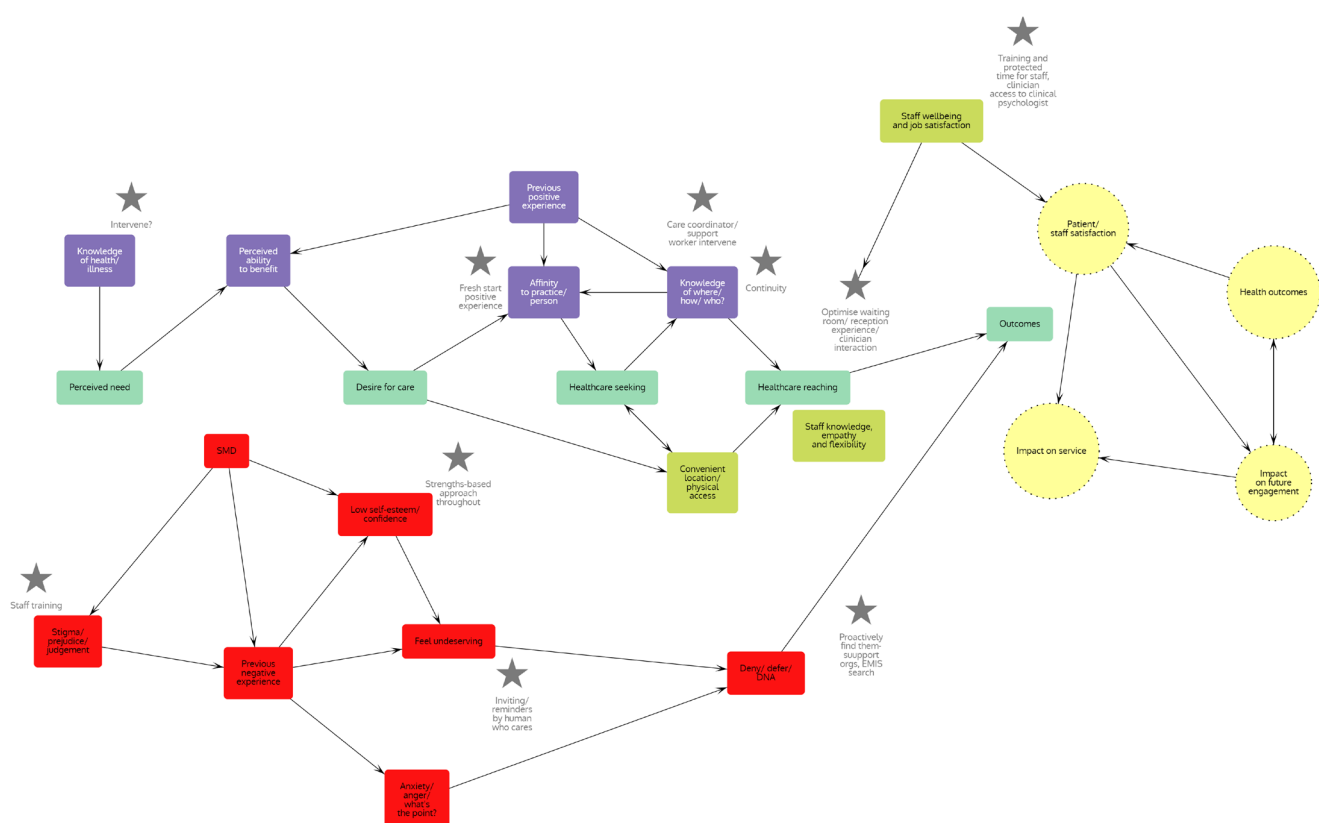 Training and
protected
time for staff,
clinician
access to clinical
psychologist
Staff wellbeing
and job satisfaction
Previous
positive
experience
Intervene?
Care coordinator/
support
worker intervene
Patient/
staff satisfaction
Knowledge
of health/
illness
Perceived
ability
to benefit
Affinity
to practice/
person
Knowledge
of where/
how/ who?
Fresh start
positive
experience
Continuity
Health outcomes
Optimise waiting
room/ reception
experience/
clinician
interaction
Outcomes
Perceived need
Desire for care
Healthcare seeking
Healthcare reaching
Staff knowledge,
empathy
and flexibility
SMD
Strengths-based
approach
throughout
Convenient
location/
physical
access
Impact on service
Impact
on future
engagement
Low self-esteem/
confidence
Staff training
Stigma/
prejudice/
judgement
Previous
negative
experience
Feel undeserving
Inviting/
reminders
by human
who cares
Deny/ defer/
DNA
Proactively
find them-
suupport
orgs, EMIS
search
Anxiety/
anger/
what's
the point?